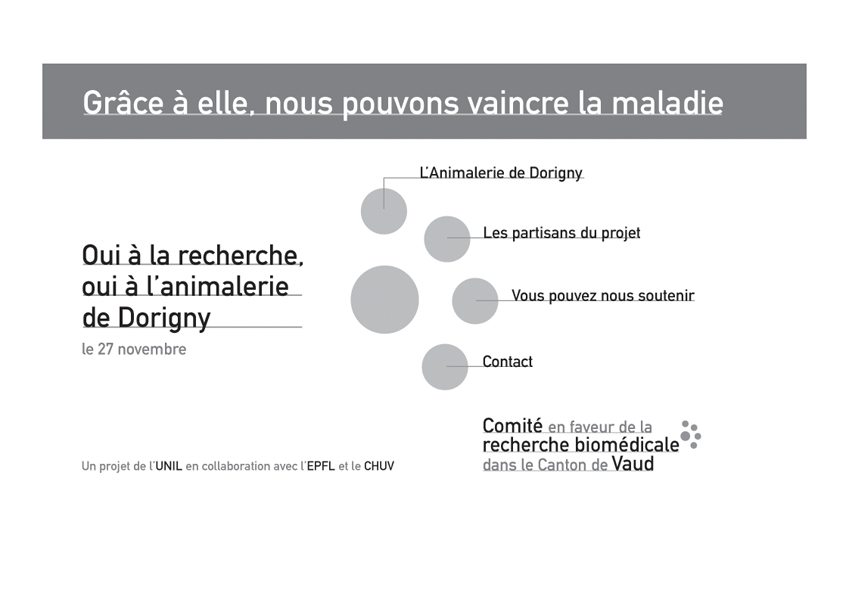 Grâce à elle, nous pouvons vaincre la maladie
L'Animalerie de Dorigny
Les partisans du projet
Oui à la recherche,
oui à l'animalerie
de Dorigny
le 27 novembre
Vous pouvez nous soutenir
Contact
Comité en faveur de la
recherche biomédicale
dans le Canton de Vaud
Un projet de l'UNIL en collaboration avec l'EPFL et le CHUV